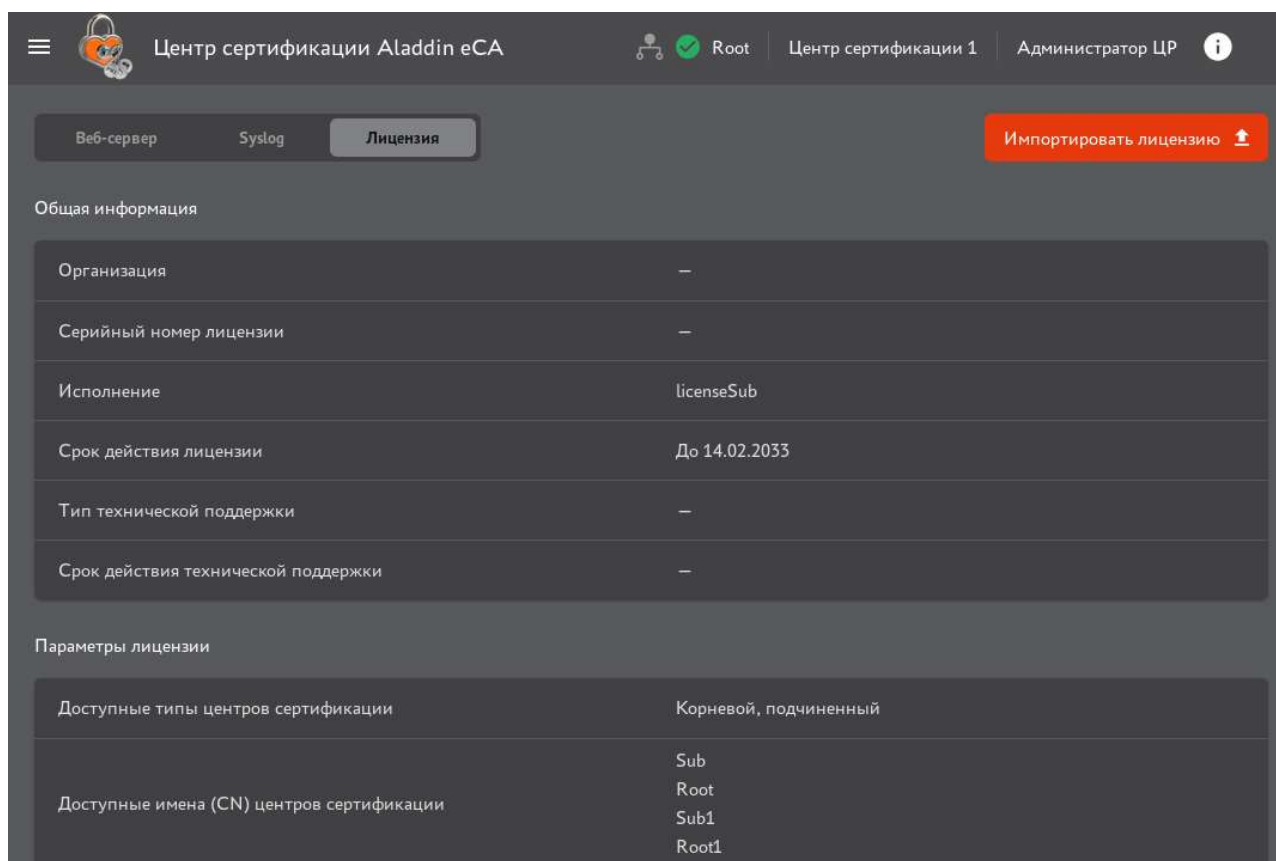 Центр сертификации Aladdin eCA
Root
Центр сертификации 1
Администратор ЦР
Веб-сервер
Syslog
Лицензия
Импортировать лицензию
Общая информация
Организация —
Серийный номер лицензии —
Исполнение licenseSub
Срок действия лицензии До 14.02.2033
Тип технической поддержки —
Срок действия технической поддержки —
Параметры лицензии
Доступные типы центров сертификации Корневой, подчиненный
Доступные имена (CN) центров сертификации
Sub
Root
Sub1
Root1